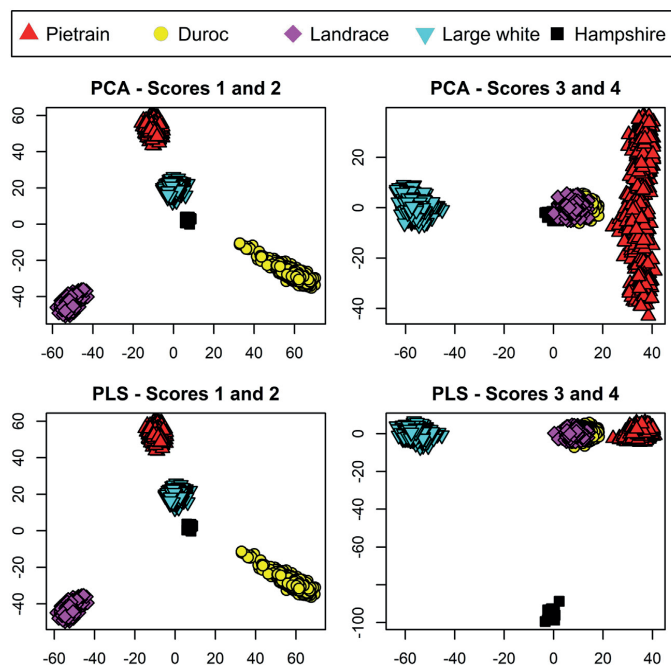 Pietrain Duroc Landrace Large white Hampshire
PCA - Scores 1 and 2
60
40
20
0
-20
-40
-60 -40 -20 0 20 40 60
PCA - Scores 3 and 4
20
0
-20
-40
-60 -40 -20 0 20 40
PLS - Scores 1 and 2
60
40
20
0
-20
-40
-60 -40 -20 0 20 40 60
PLS - Scores 3 and 4
0
-20
-40
-60
-100
-60 -40 -20 0 20 40